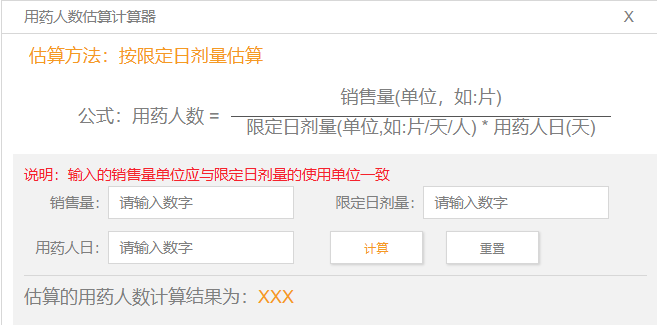 用药人数估算计算器 X
估算方法：按限定日剂量估算
公式：用药人数 = 销售量(单位，如:片)
限定日剂量(单位,如:片/天/人) * 用药人日(天)
说明：输入的销售量单位应与限定日剂量的使用单位一致
销售量: 请输入数字 限定日剂量: 请输入数字
用药人日: 请输入数字 计算 重置
估算的用药人数计算结果为：XXX